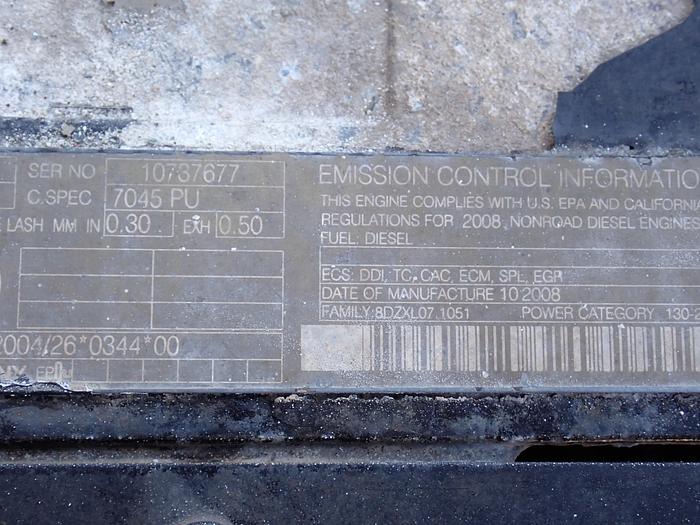 SER NO 10737677
C.SPEC 7045 PU
LASH MM IN 0.30 EXH 0.50
2004/26*0344*00
EMISSION CONTROL INFORMATIO
THIS ENGINE COMPLIES WITH U.S. EPA AND CALIFORNIA
REGULATIONS FOR 2008 NONROAD DIESEL ENGINES
FUEL: DIESEL
ECS: DDI, TC, CAC, ECM, SPL, EGR
DATE OF MANUFACTURE 10 2008
FAMILY: 8DZXL07.1051 POWER CATEGORY 130-